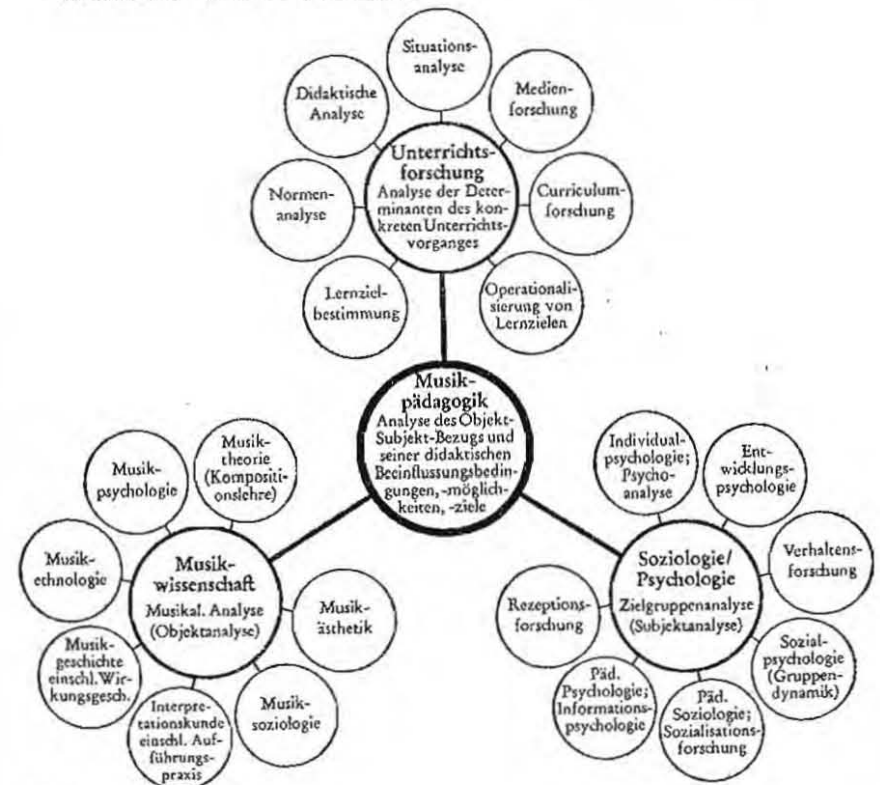 Situations-
analyse
Didaktische
Analyse
Medien-
forschung
Unterrichts-
forschung
Analyse der Deter-
minanten des kon-
kreten Unterrichts-
vorganges
Normen-
analyse
Curriculum-
forschung
Lernziel-
bestimmung
Operationali-
sierung von
Lernzielen
Musik-
pädagogik
Analyse des Objekt-
Subjekt-Bezugs und
seiner didaktischen
Beeinflussungsbedin-
gungen, -möglich-
keiten, -ziele
Musik-
psychologie
Musik-
theorie
(Kompositi-
onslehre)
Musik-
ethnologie
Musik-
wissenschaft
Musikal. Analyse
(Objektanalyse)
Musik-
ästhetik
Musik-
geschichte
einschl. Wir-
kungsgesch.
Interpre-
tationskunde
einschl. Auf-
führungs-
praxis
Musik-
soziologie
Individual-
psychologie;
Psycho-
analyse
Ent-
wicklungs-
psychologie
Soziologie/
Psychologie
Zielgruppenanalyse
(Subjektanalyse)
Verhaltens-
forschung
Rezeptions-
forschung
Sozial-
psychologie
(Gruppen-
dynamik)
Päd.
Psychologie;
Informations-
psychologie
Päd.
Soziologie;
Sozialisations-
forschung